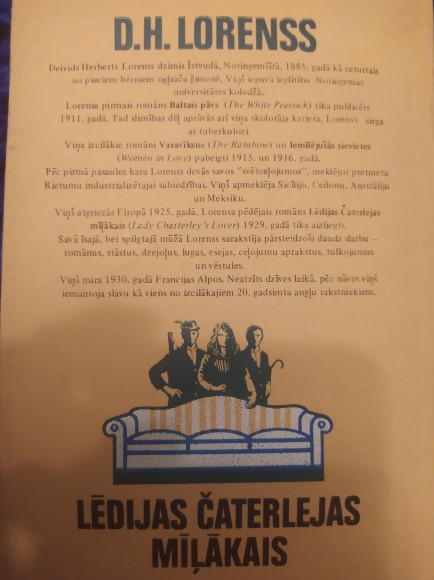 D.H. LORENSS
Deivids Herberts Lorenss dzimis Īstvudā, Notingemšīrā, 1885. gadā kā ceturtais
no pieciem bērniem ogļrača ģimenē. Viņš ieguva izglītību Notingemas
universitātes koledžā.
Lorensa pirmais romāns Baltais pāvs (The White Peacock) tika publicēts
1911. gadā. Tad slimības dēļ aprāvās arī viņa skolotāja karjera. Lorenss sirga
ar tuberkulozi.
Viņa izcilākie romāni Varavīksne (The Rainbow) un Iemīlējušās sievietes
(Women in Love) pabeigti 1915. un 1916. gadā.
Pēc pirmā pasaules kara Lorenss devās savos "svētceļojumos", meklējot pretmetu
Rietumu industrializētajai sabiedrībai. Viņš apmeklēja Sicīliju, Ceilonu, Austrāliju
un Meksiku.
Viņš atgriezās Eiropā 1925. gadā. Lorensa pēdējais romāns Lēdijas Čaterlejas
mīļākais (Lady Chatterley's Lover) 1929. gadā tika aizliegts.
Savā īsajā, bet spilgtajā mūžā Lorenss sarakstīja pārsteidzoši daudz darbu –
romānus, stāstus, dzejoļus, lugas, esejas, ceļojumu aprakstus, tulkojumus
un vēstules.
Viņš mira 1930. gadā Francijas Alpos. Neatzīts dzīves laikā, pēc nāves viņš
iemantoja slavu kā viens no izcilākajiem 20. gadsimta angļu rakstniekiem.
LĒDIJAS ČATERLEJAS
MĪĻĀKAIS